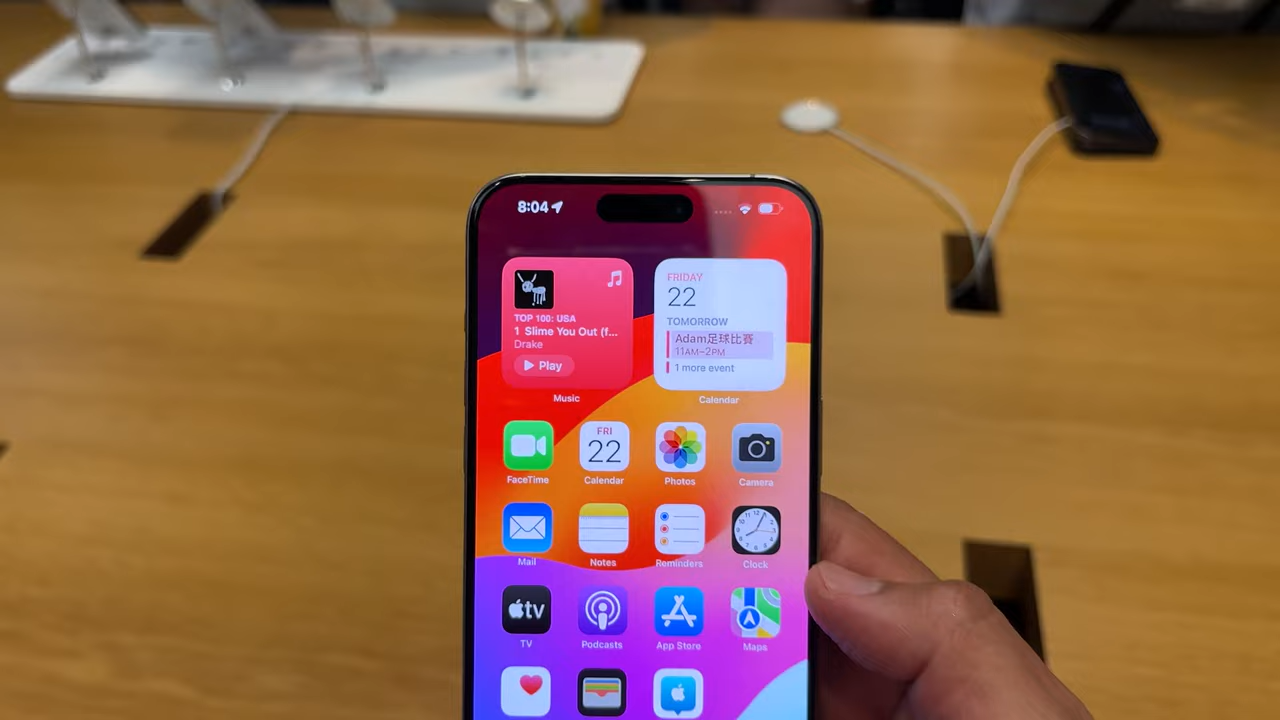 8:04
TOP 100: USA
1 Slime You Out (f...
Drake
Play
Music
FRIDAY
22
TOMORROW
Adam足球比賽
11AM–2PM
1 more event
Calendar
FRI
22
FaceTime
Calendar
Photos
Camera
Mail
Notes
Reminders
Clock
tv
TV
Podcasts
App Store
Maps